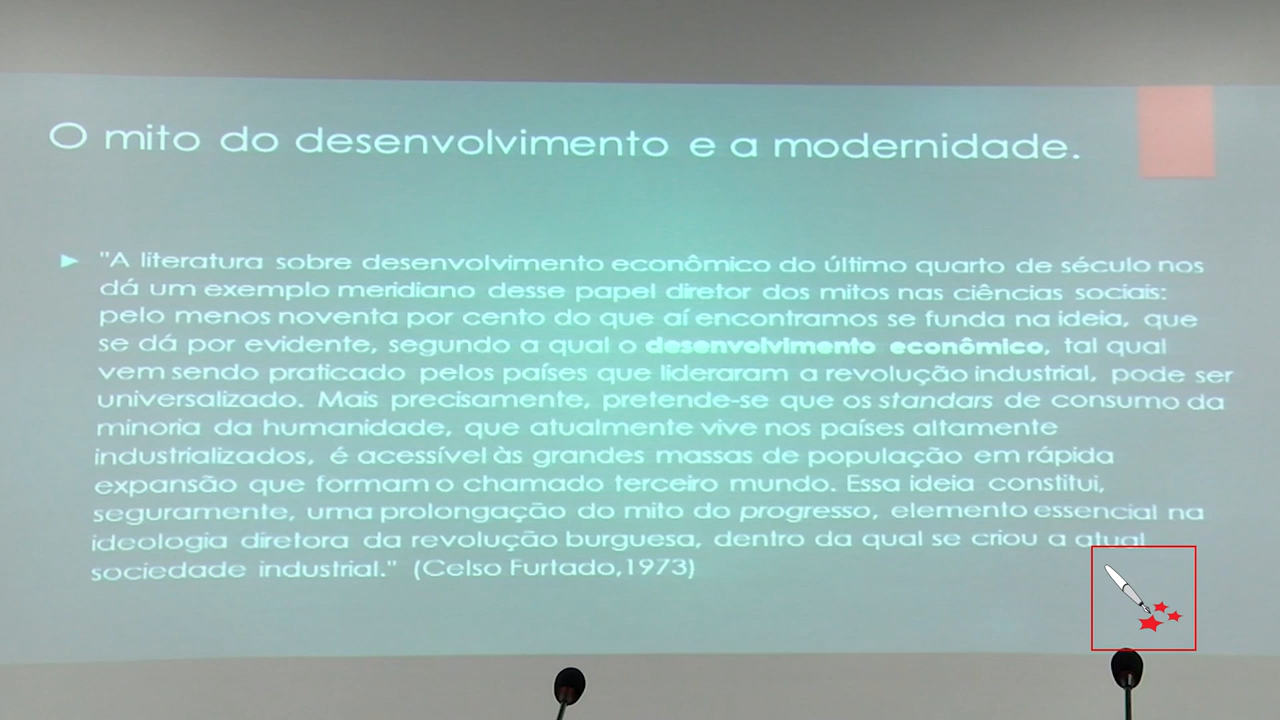 O mito do desenvolvimento e a modernidade.
"A literatura sobre desenvolvimento econômico do último quarto de século nos
dá um exemplo meridiano desse papel diretor dos mitos nas ciências sociais:
pelo menos noventa por cento do que aí encontramos se funda na ideia, que
se dá por evidente, segundo a qual o desenvolvimento econômico, tal qual
vem sendo praticado pelos países que lideraram a revolução industrial, pode ser
universalizado. Mais precisamente, pretende-se que os standars de consumo da
minoria da humanidade, que atualmente vive nos países altamente
industrializados, é acessível às grandes massas de população em rápida
expansão que formam o chamado terceiro mundo. Essa ideia constitui,
seguramente, uma prolongação do mito do progresso, elemento essencial na
ideologia diretora da revolução burguesa, dentro da qual se criou a atual
sociedade industrial." (Celso Furtado,1973)